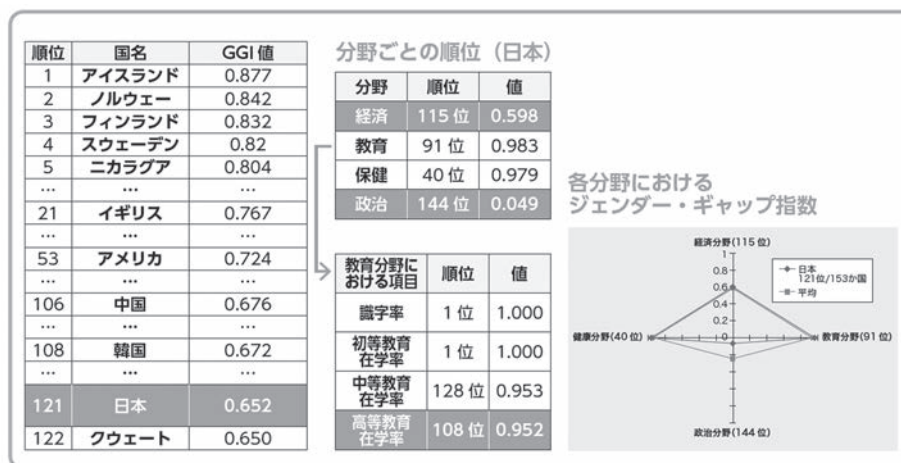 順位 国名 GGI 値
1 アイスランド 0.877
2 ノルウェー 0.842
3 フィンランド 0.832
4 スウェーデン 0.82
5 ニカラグア 0.804
… … …
21 イギリス 0.767
… … …
53 アメリカ 0.724
… … …
106 中国 0.676
… … …
108 韓国 0.672
… … …
121 日本 0.652
122 クウェート 0.650
分野ごとの順位（日本）
分野 順位 値
経済 115 位 0.598
教育 91 位 0.983
保健 40 位 0.979
政治 144 位 0.049
教育分野に
おける項目 順位 値
識字率 1 位 1.000
初等教育
在学率 1 位 1.000
中等教育
在学率 128 位 0.953
高等教育
在学率 108 位 0.952
各分野における
ジェンダー・ギャップ指数
経済分野(115 位)
1
0.8
0.6
0.4
0.2
0
日本
121位/153か国
平均
健康分野(40 位)
教育分野(91 位)
政治分野(144 位)